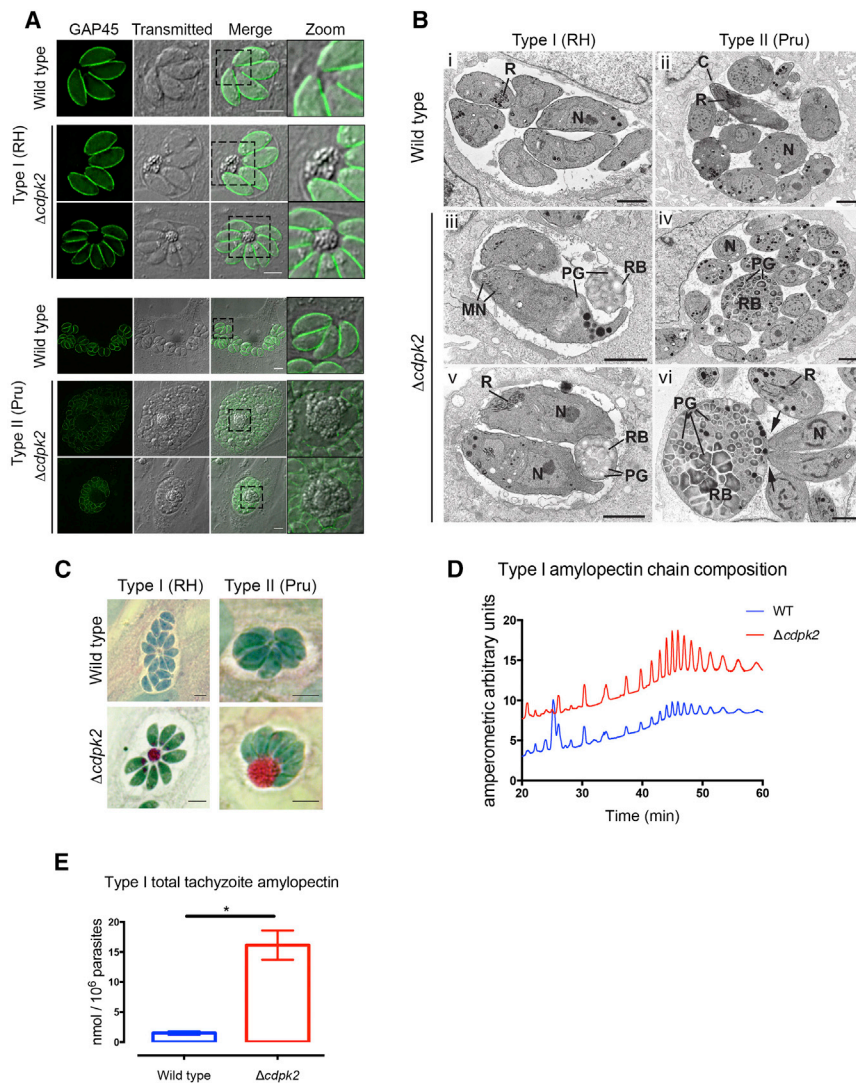 A
GAP45 Transmitted Merge Zoom
Wild type
Type I (RH)
Δcdpk2
Wild type
Type II (Pru)
Δcdpk2
B
Type I (RH) Type II (Pru)
Wild type
i
R
N
ii
C
R
N
Δcdpk2
iii
PG
RB
MN
iv
N
PG
RB
v
R
N
RB
N
PG
vi
R
PG
N
RB
C
Type I (RH) Type II (Pru)
Wild type
Δcdpk2
D
Type I amylopectin chain composition
WT
Δcdpk2
amperometric arbitrary units
20
15
10
5
0
20 30 40 50 60
Time (min)
E
Type I total tachyzoite amylopectin
*
nmol / 10⁶ parasites
20
15
10
5
0
Wild type Δcdpk2